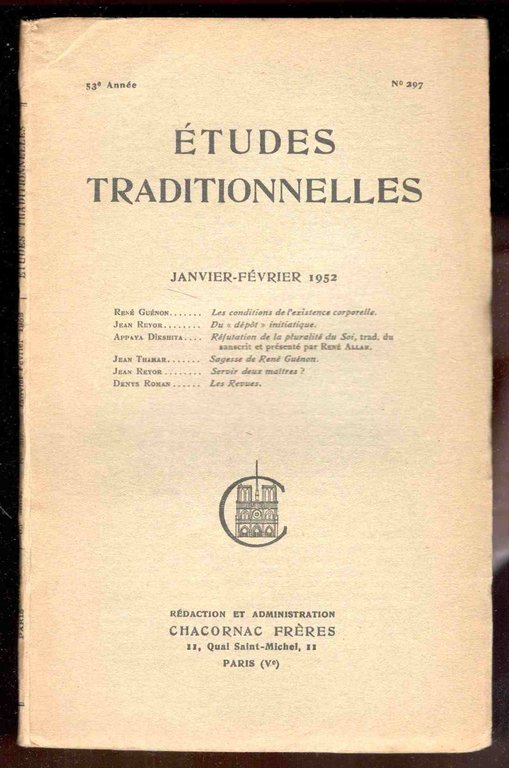 53e Année
No 297
ÉTUDES
TRADITIONNELLES
JANVIER-FÉVRIER 1952
René Guénon....... Les conditions de l'existence corporelle.
Jean Reyor........ Du « dépôt » initiatique.
Appaya Dikshita.... Réfutation de la pluralité du Soi, trad. du
sanscrit et présenté par René Allar.
Jean Thamar....... Sagesse de René Guénon.
Jean Reyor........ Servir deux maîtres ?
Denys Roman...... Les Revues.
RÉDACTION ET ADMINISTRATION
CHACORNAC FRÈRES
11, Quai Saint-Michel, 11
PARIS (Ve)
ÉTUDES TRADITIONNELLES
PARIS